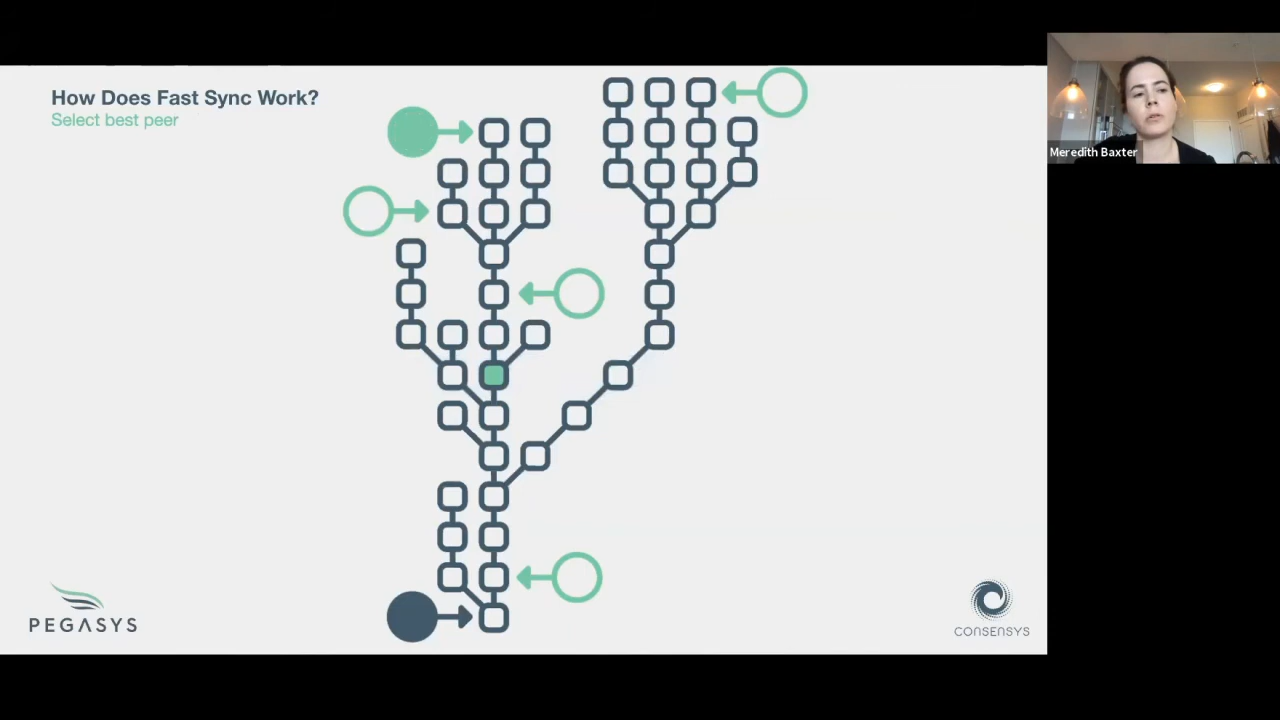 How Does Fast Sync Work?
Select best peer
Meredith Baxter
PEGASYS
CONSENSYS